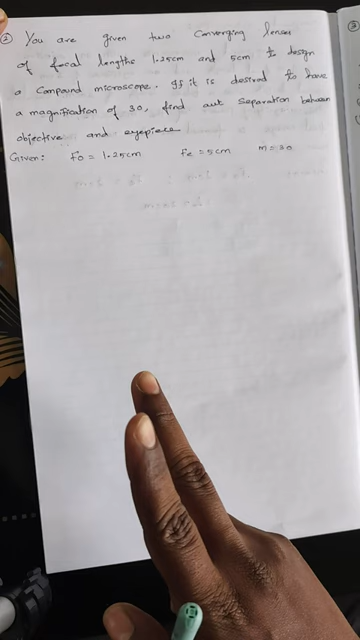 ② You are given two converging lenses
of focal lengths 1.25cm and 5cm to design
a compound microscope. If it is desired to have
a magnification of 30, find out separation between
objective and eyepiece
Given: Fo = 1.25cm Fe = 5cm m = 30